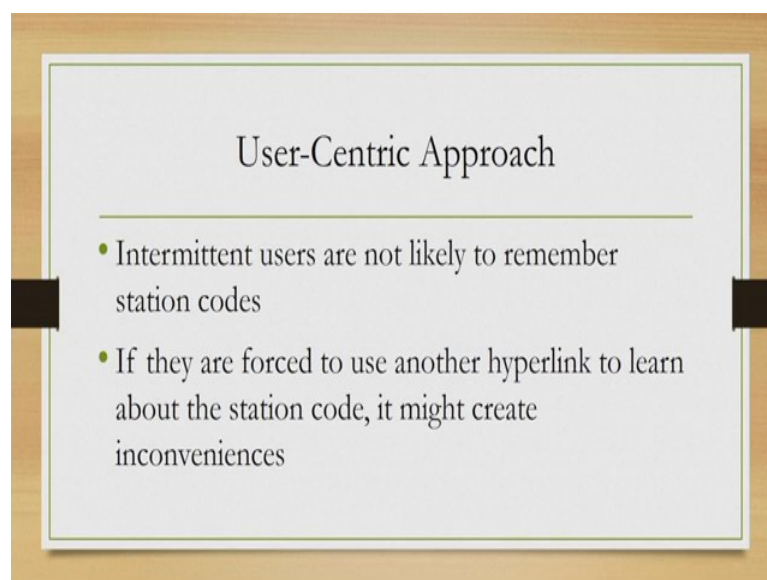 User-Centric Approach
• Intermittent users are not likely to remember
station codes
• If they are forced to use another hyperlink to learn
about the station code, it might create
inconveniences